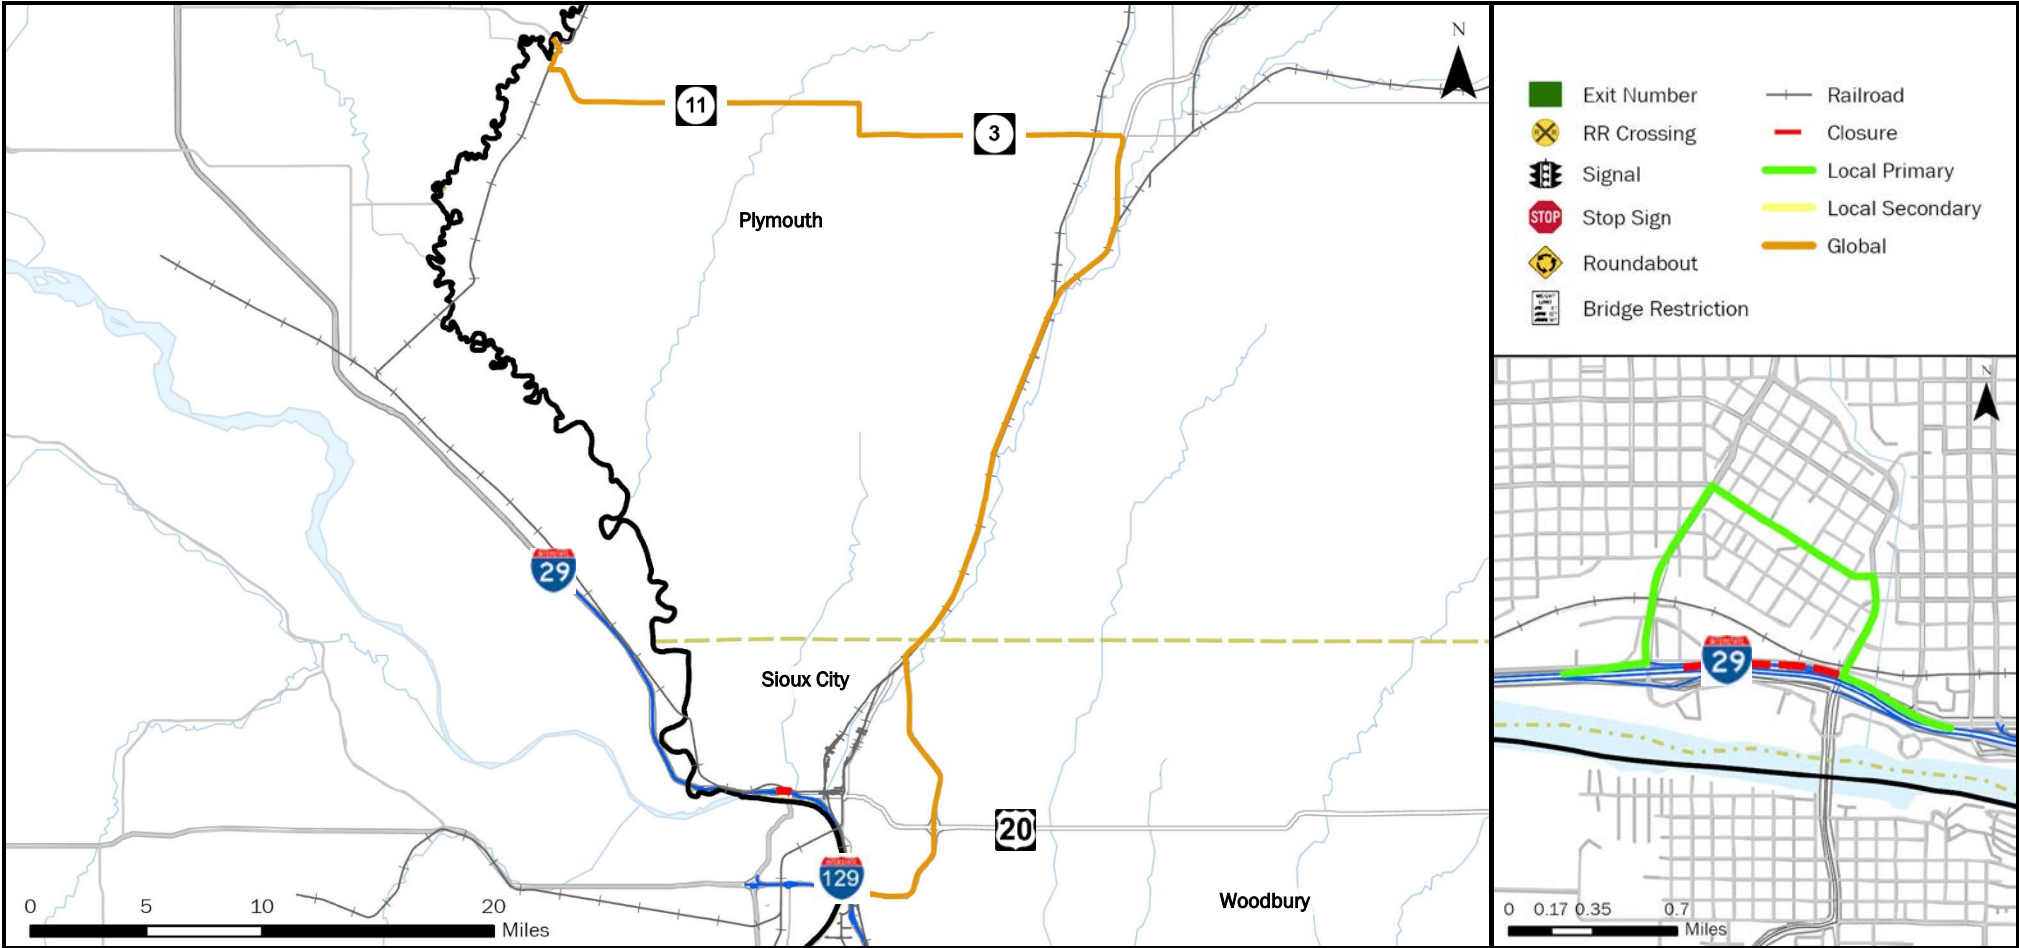 N
11
3
Plymouth
29
Sioux City
20
129
Woodbury
0 5 10 20
Miles
Exit Number
RR Crossing
Signal
STOP
Stop Sign
Roundabout
Bridge Restriction
Railroad
Closure
Local Primary
Local Secondary
Global
N
29
0 0.17 0.35 0.7
Miles